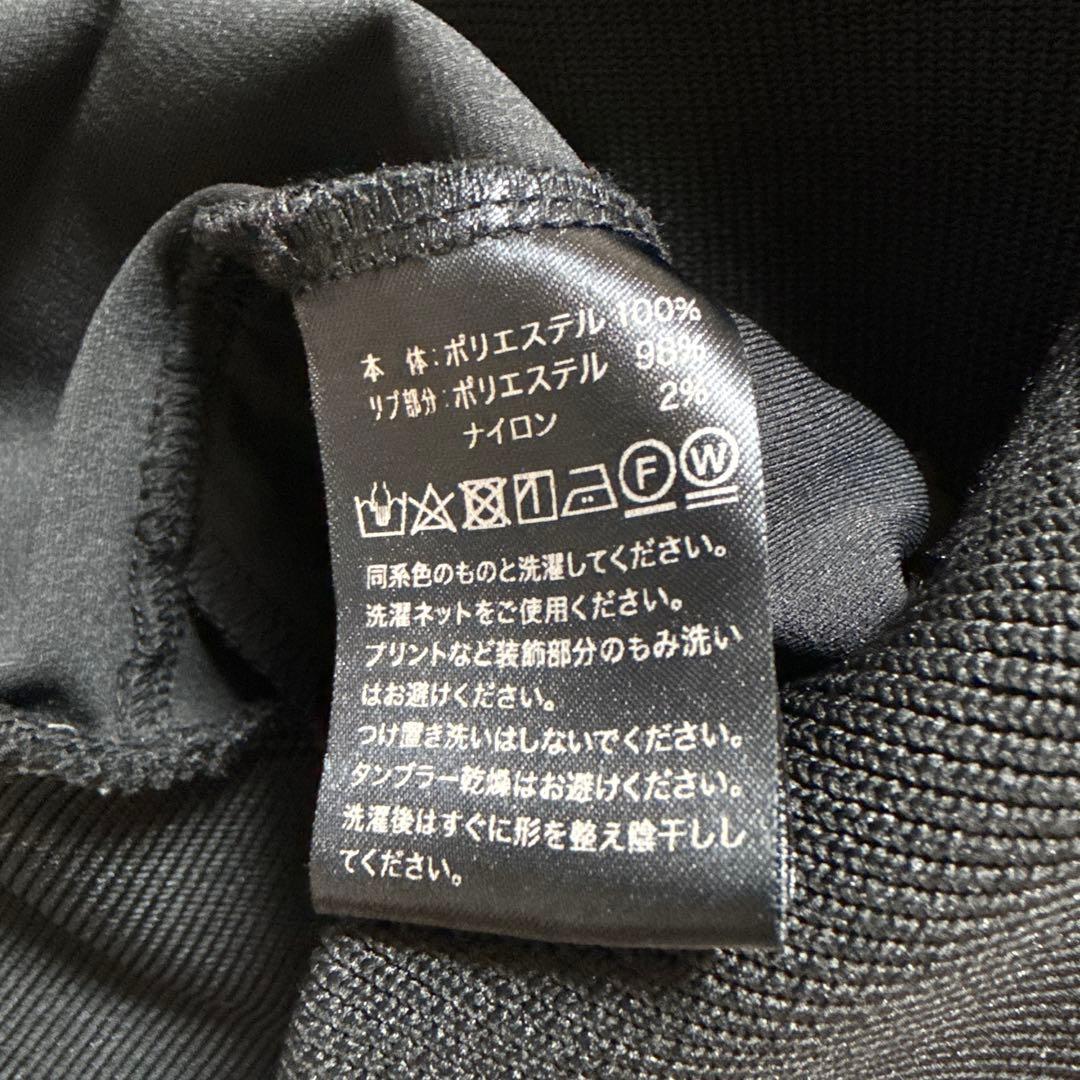 本 体:ポリエステル 100%
リブ部分:ポリエステル 98%
ナイロン 2%
F W
同系色のものと洗濯してください。
洗濯ネットをご使用ください。
プリントなど装飾部分のもみ洗い
はお避けください。
つけ置き洗いはしないでください。
タンブラー乾燥はお避けください。
洗濯後はすぐに形を整え陰干しし
てください。